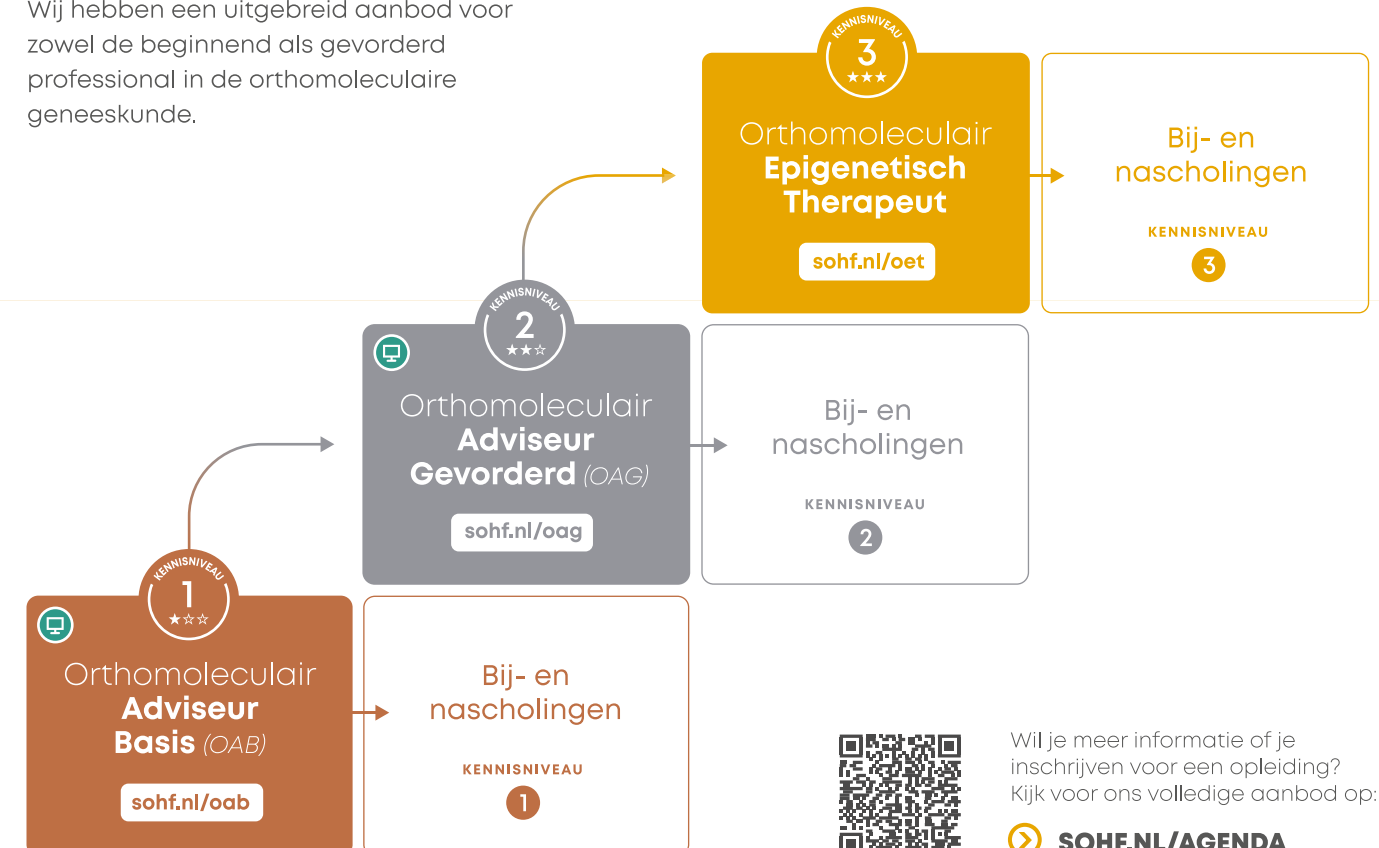 Wij hebben een uitgebreid aanbod voor
zowel de beginnend als gevorderd
professional in de orthomoleculaire
geneeskunde.
KENNISNIVEAU
3
Orthomoleculair
Epigenetisch
Therapeut
sohf.nl/oet
Bij- en
nascholingen
KENNISNIVEAU
3
KENNISNIVEAU
2
Orthomoleculair
Adviseur
Gevorderd (OAG)
sohf.nl/oag
Bij- en
nascholingen
KENNISNIVEAU
2
KENNISNIVEAU
1
Orthomoleculair
Adviseur
Basis (OAB)
sohf.nl/oab
Bij- en
nascholingen
KENNISNIVEAU
1
Wil je meer informatie of je
inschrijven voor een opleiding?
Kijk voor ons volledige aanbod op:
SOHF.NL/AGENDA